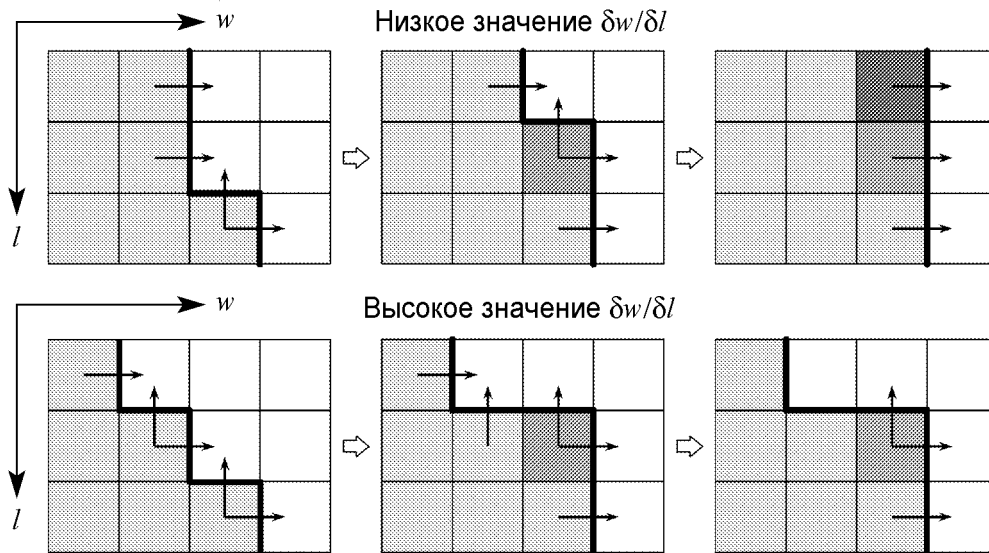 w
Низкое значение δw/δl
l
w
Высокое значение δw/δl
l